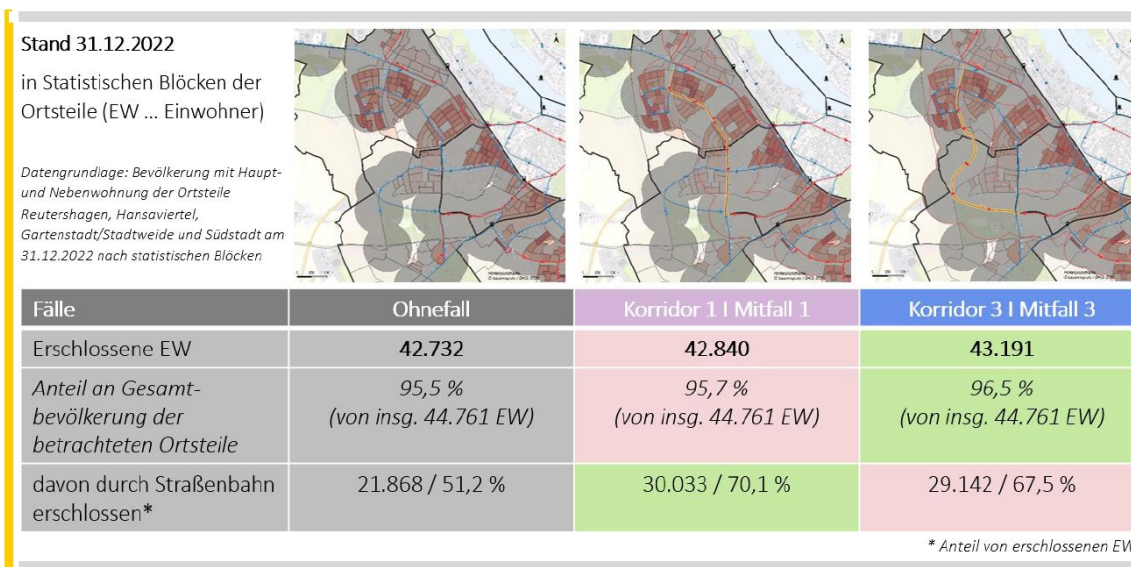 Stand 31.12.2022
in Statistischen Blöcken der
Ortsteile (EW ... Einwohner)
Datengrundlage: Bevölkerung mit Haupt-
und Nebenwohnung der Ortsteile
Reutershagen, Hansaviertel,
Gartenstadt/Stadtweide und Südstadt am
31.12.2022 nach statistischen Blöcken
Fälle
Ohnefall
Korridor 1 I Mitfall 1
Korridor 3 I Mitfall 3
Erschlossene EW
42.732
42.840
43.191
Anteil an Gesamt-
bevölkerung der
betrachteten Ortsteile
95,5 %
(von insg. 44.761 EW)
95,7 %
(von insg. 44.761 EW)
96,5 %
(von insg. 44.761 EW)
davon durch Straßenbahn
erschlossen*
21.868 / 51,2 %
30.033 / 70,1 %
29.142 / 67,5 %
* Anteil von erschlossenen EW